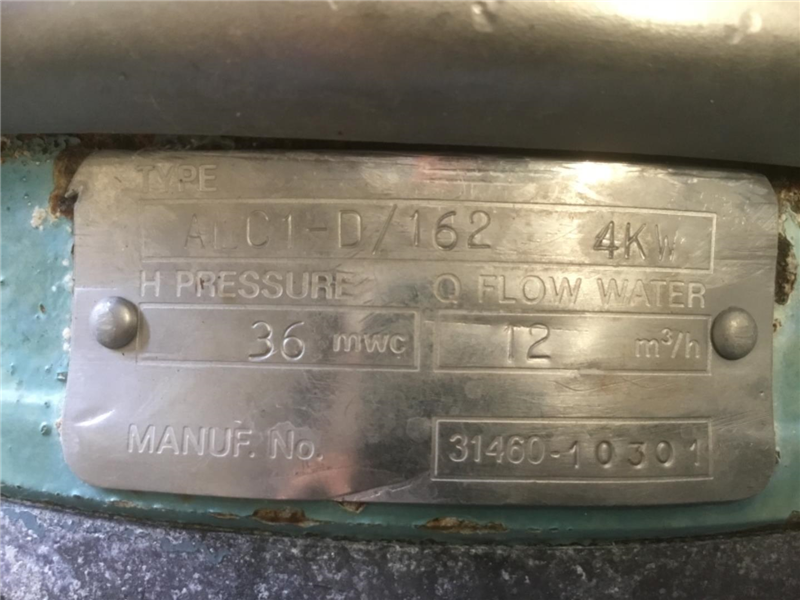 TYPE
ALC1-D/162 4KW
H PRESSURE Q FLOW WATER
36 mwc 12 m³/h
MANUF. No. 31460-10301